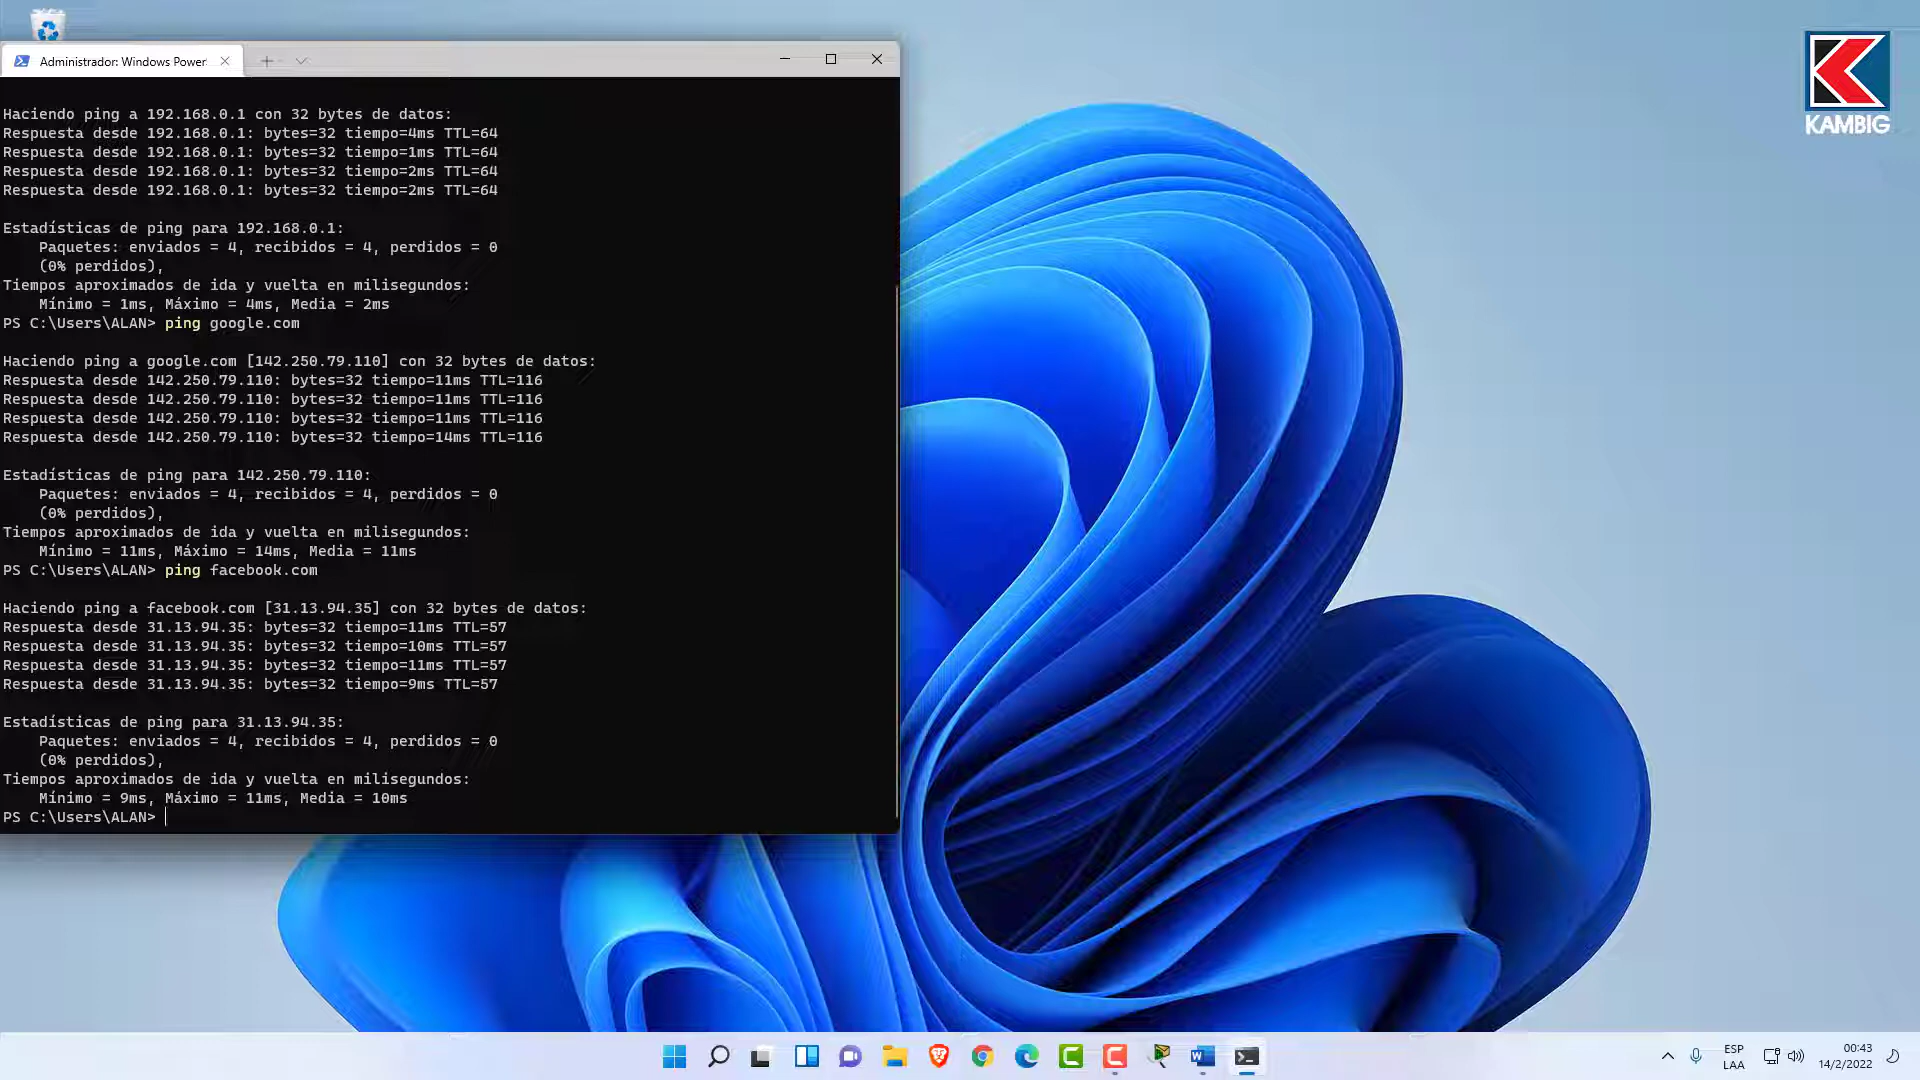 Administrador: Windows Power
KAMBIG
Haciendo ping a 192.168.0.1 con 32 bytes de datos:
Respuesta desde 192.168.0.1: bytes=32 tiempo=4ms TTL=64
Respuesta desde 192.168.0.1: bytes=32 tiempo=1ms TTL=64
Respuesta desde 192.168.0.1: bytes=32 tiempo=2ms TTL=64
Respuesta desde 192.168.0.1: bytes=32 tiempo=2ms TTL=64
Estadísticas de ping para 192.168.0.1:
Paquetes: enviados = 4, recibidos = 4, perdidos = 0
(0% perdidos),
Tiempos aproximados de ida y vuelta en milisegundos:
Mínimo = 1ms, Máximo = 4ms, Media = 2ms
PS C:\Users\ALAN> ping google.com
Haciendo ping a google.com [142.250.79.110] con 32 bytes de datos:
Respuesta desde 142.250.79.110: bytes=32 tiempo=11ms TTL=116
Respuesta desde 142.250.79.110: bytes=32 tiempo=11ms TTL=116
Respuesta desde 142.250.79.110: bytes=32 tiempo=11ms TTL=116
Respuesta desde 142.250.79.110: bytes=32 tiempo=14ms TTL=116
Estadísticas de ping para 142.250.79.110:
Paquetes: enviados = 4, recibidos = 4, perdidos = 0
(0% perdidos),
Tiempos aproximados de ida y vuelta en milisegundos:
Mínimo = 11ms, Máximo = 14ms, Media = 11ms
PS C:\Users\ALAN> ping facebook.com
Haciendo ping a facebook.com [31.13.94.35] con 32 bytes de datos:
Respuesta desde 31.13.94.35: bytes=32 tiempo=11ms TTL=57
Respuesta desde 31.13.94.35: bytes=32 tiempo=10ms TTL=57
Respuesta desde 31.13.94.35: bytes=32 tiempo=11ms TTL=57
Respuesta desde 31.13.94.35: bytes=32 tiempo=9ms TTL=57
Estadísticas de ping para 31.13.94.35:
Paquetes: enviados = 4, recibidos = 4, perdidos = 0
(0% perdidos),
Tiempos aproximados de ida y vuelta en milisegundos:
Mínimo = 9ms, Máximo = 11ms, Media = 10ms
PS C:\Users\ALAN>
ESP
LAA
00:43
14/2/2022